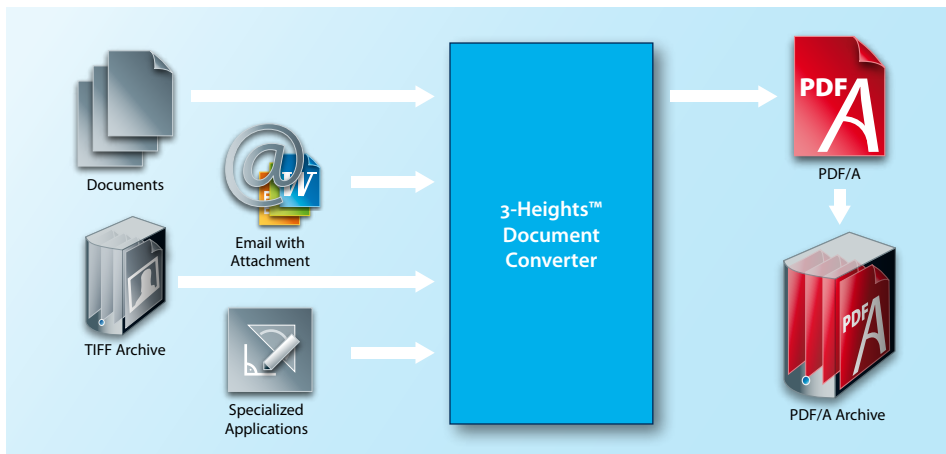 Documents
@
W
Email with
Attachment
TIFF Archive
Specialized
Applications
3-Heights™
Document
Converter
PDF
A
PDF/A
PDF
A
PDF/A Archive